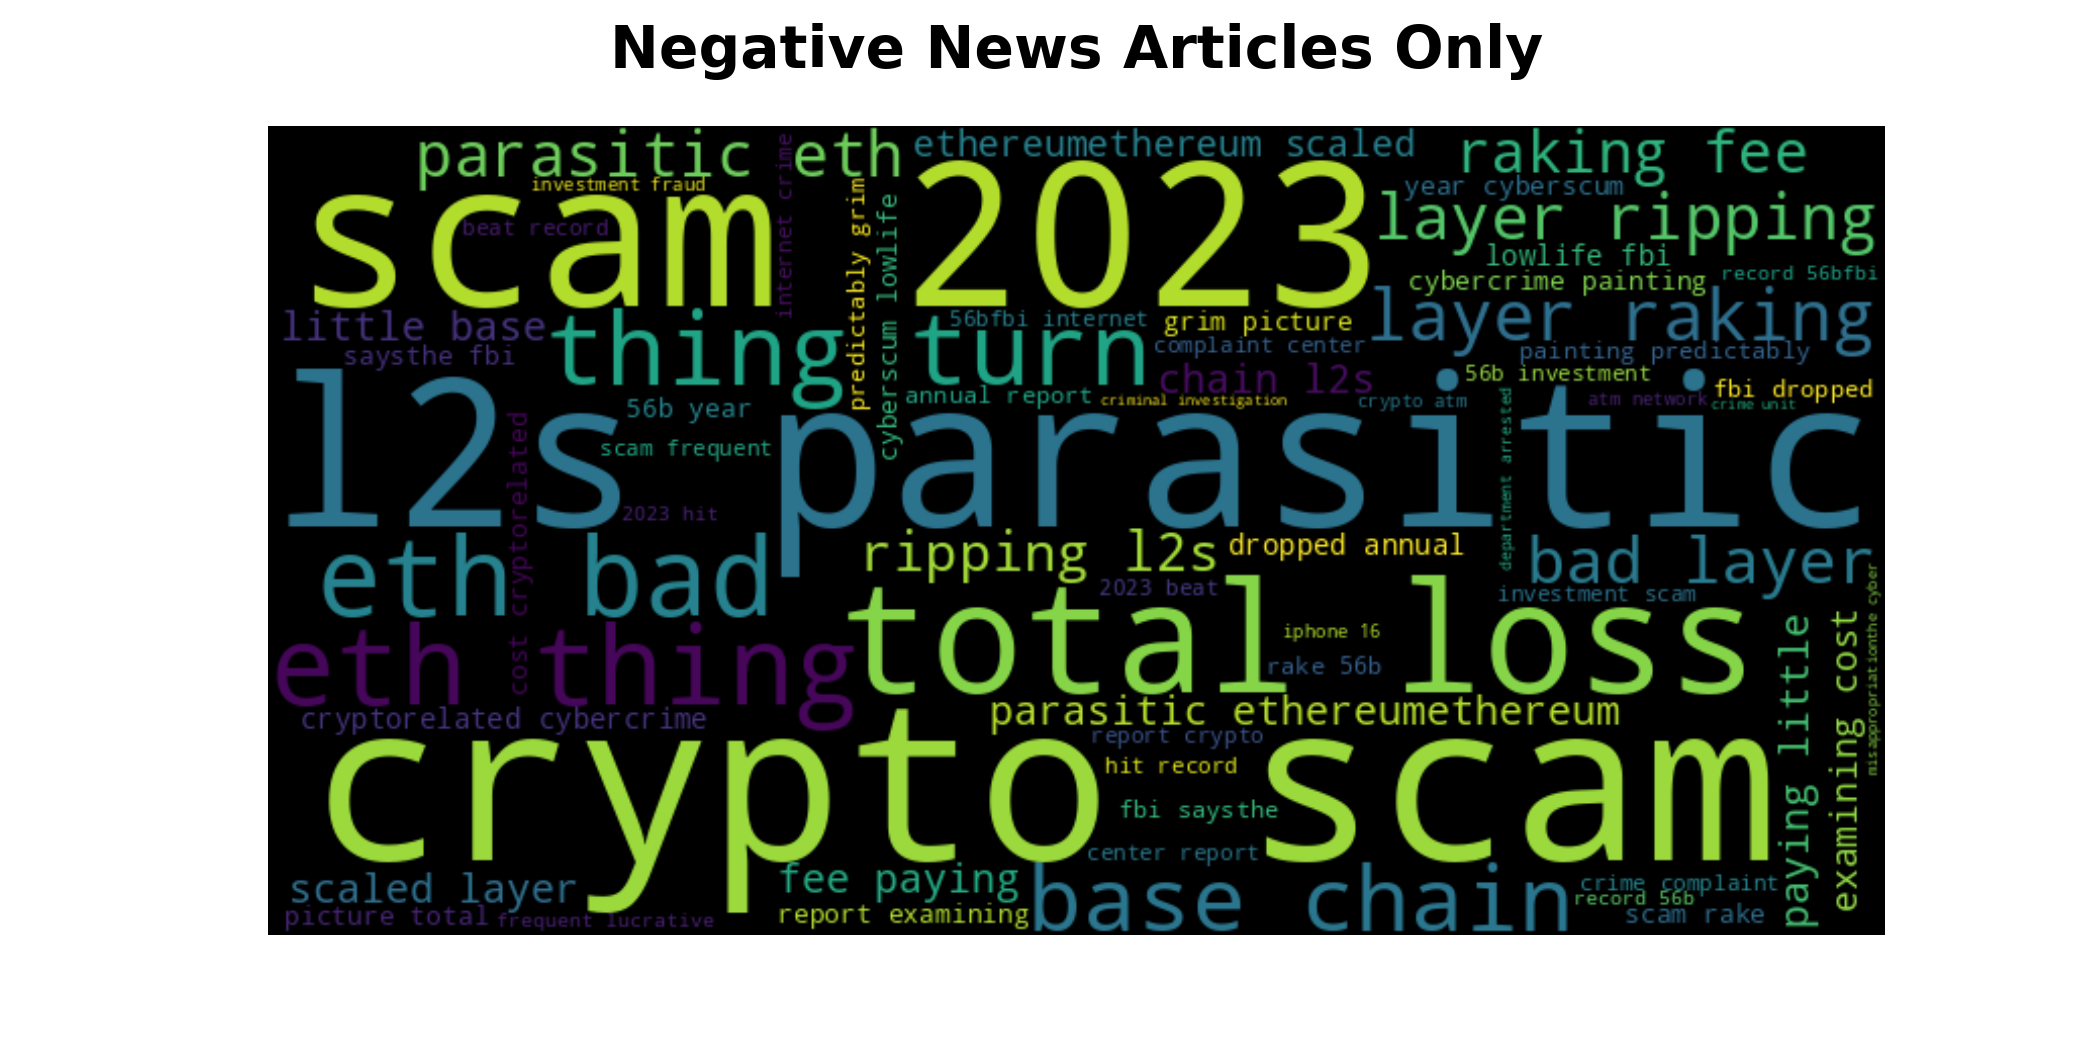 Negative News Articles Only
parasitic eth
internet crime
ethereumethereum scaled
raking fee
investment fraud
year cyberscum
scam
2023
predictably grim
cyberscum lowlife
layer ripping
beat record
lowlife fbi
record 56bfbi
cybercrime painting
layer raking
little base
thing turn
56bfbi internet
grim picture
saysthe fbi
complaint center
painting predictably
chain l2s
56b investment
fbi dropped
annual report
criminal investigation
crypto atm
atm network
crime unit
l2s parasitic
56b year
scam frequent
cost cryptorelated
department arrested
2023 hit
eth bad
ripping l2s
dropped annual
bad layer
2023 beat
investment scam
misappropriationthe cyber
total loss
iphone 16
eth thing
rake 56b
paying little
examining cost
cryptorelated cybercrime
parasitic ethereumethereum
report crypto
hit record
crypto scam
fbi saysthe
center report
scaled layer
fee paying
base chain
crime complaint
record 56b
picture total
frequent lucrative
report examining
scam rake